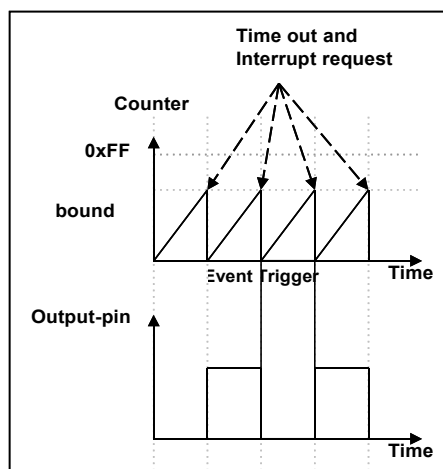 Time out and
Interrupt request
Counter
0xFF
bound
Event Trigger
Time
Output-pin
Time